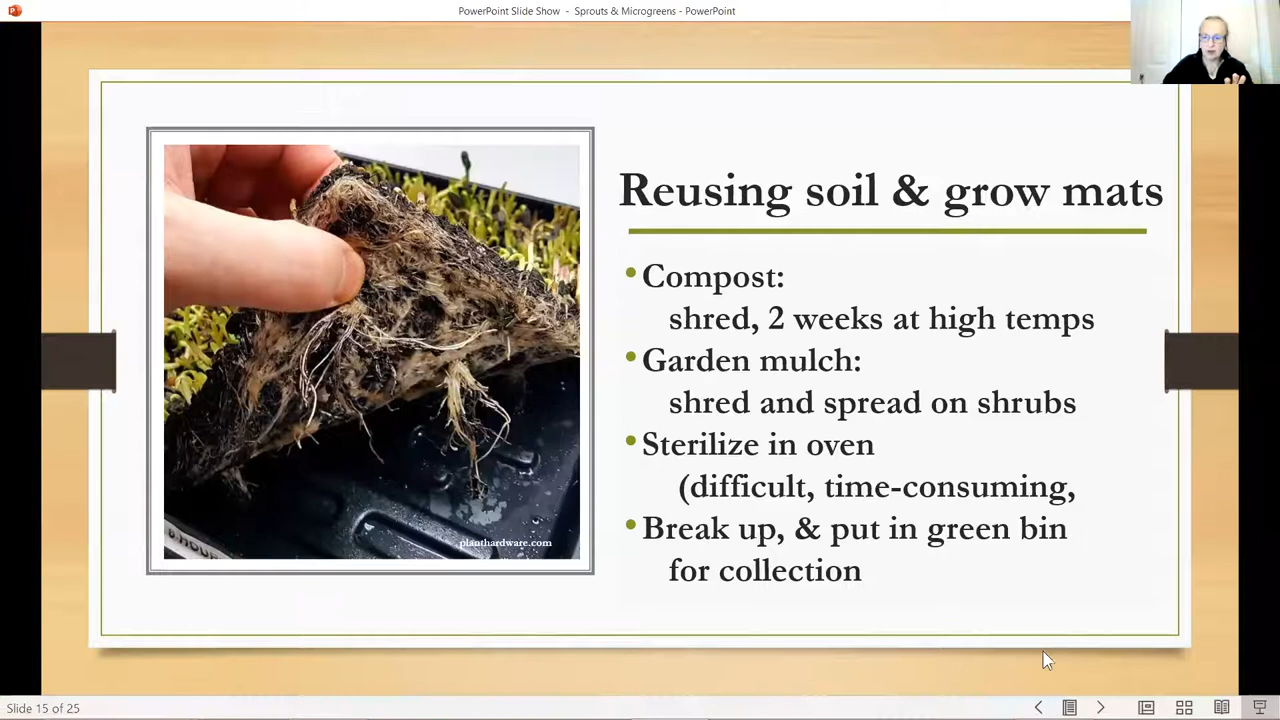 PowerPoint Slide Show - Sprouts & Microgreens - PowerPoint
Reusing soil & grow mats
•Compost:
shred, 2 weeks at high temps
•Garden mulch:
shred and spread on shrubs
•Sterilize in oven
(difficult, time-consuming,
•Break up, & put in green bin
for collection
planthardware.com
Slide 15 of 25